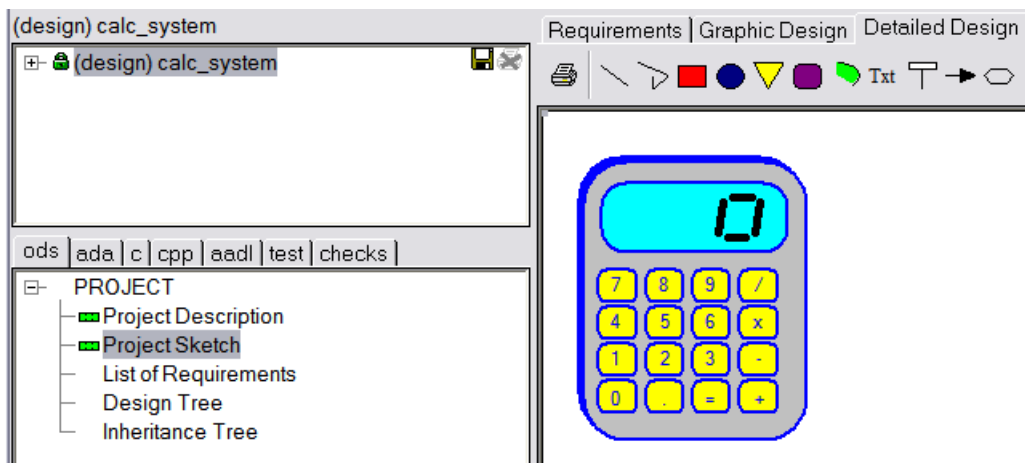 (design) calc_system
(design) calc_system
ods ada c cpp aadl test checks
PROJECT
Project Description
Project Sketch
List of Requirements
Design Tree
Inheritance Tree
Requirements Graphic Design Detailed Design
Txt
0
7 8 9 /
4 5 6 x
1 2 3 -
0 . = +